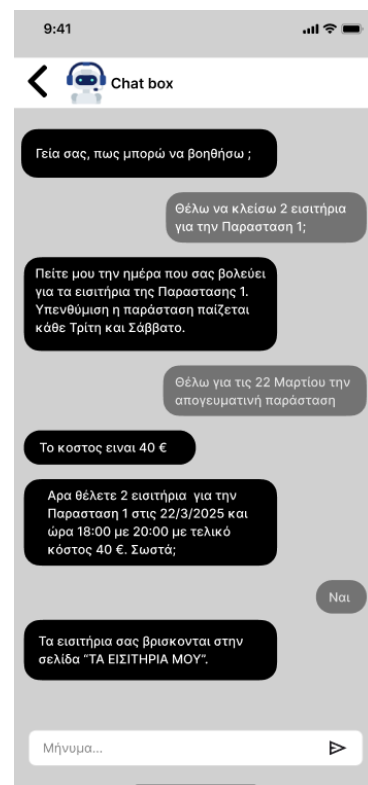 9:41
Chat box
Γεία σας, πως μπορώ να βοηθήσω ;
Θέλω να κλείσω 2 εισιτήρια
για την Παρασταση 1;
Πείτε μου την ημέρα που σας βολεύει
για τα εισιτήρια της Παραστασης 1.
Υπενθύμιση η παράσταση παίζεται
κάθε Τρίτη και Σάββατο.
Θέλω για τις 22 Μαρτίου την
απογευματινή παράσταση
Το κοστος ειναι 40 €
Αρα θέλετε 2 εισιτήρια για την
Παρασταση 1 στις 22/3/2025 και
ώρα 18:00 με 20:00 με τελικό
κόστος 40 €. Σωστά;
Ναι
Τα εισιτήρια σας βρισκονται στην
σελίδα “ΤΑ ΕΙΣΙΤΗΡΙΑ ΜΟΥ”.
Μήνυμα...